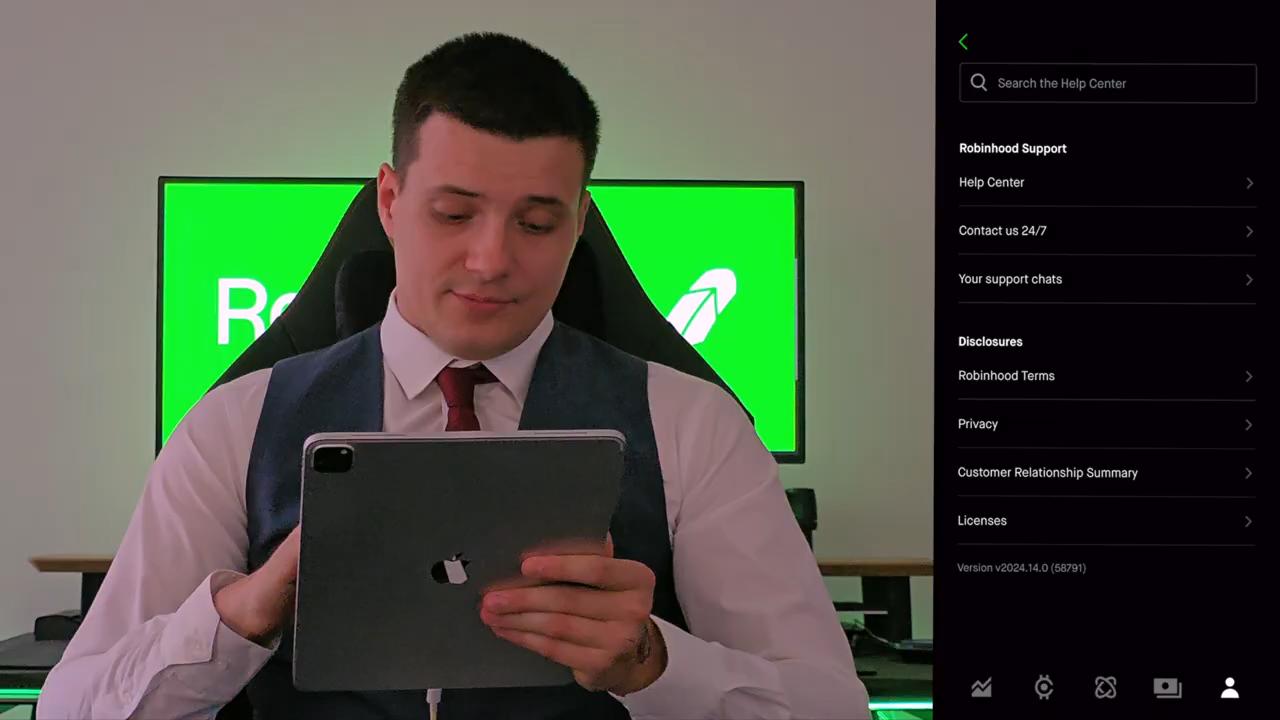 Ro
Search the Help Center
Robinhood Support
Help Center
Contact us 24/7
Your support chats
Disclosures
Robinhood Terms
Privacy
Customer Relationship Summary
Licenses
Version v2024.14.0 (58791)